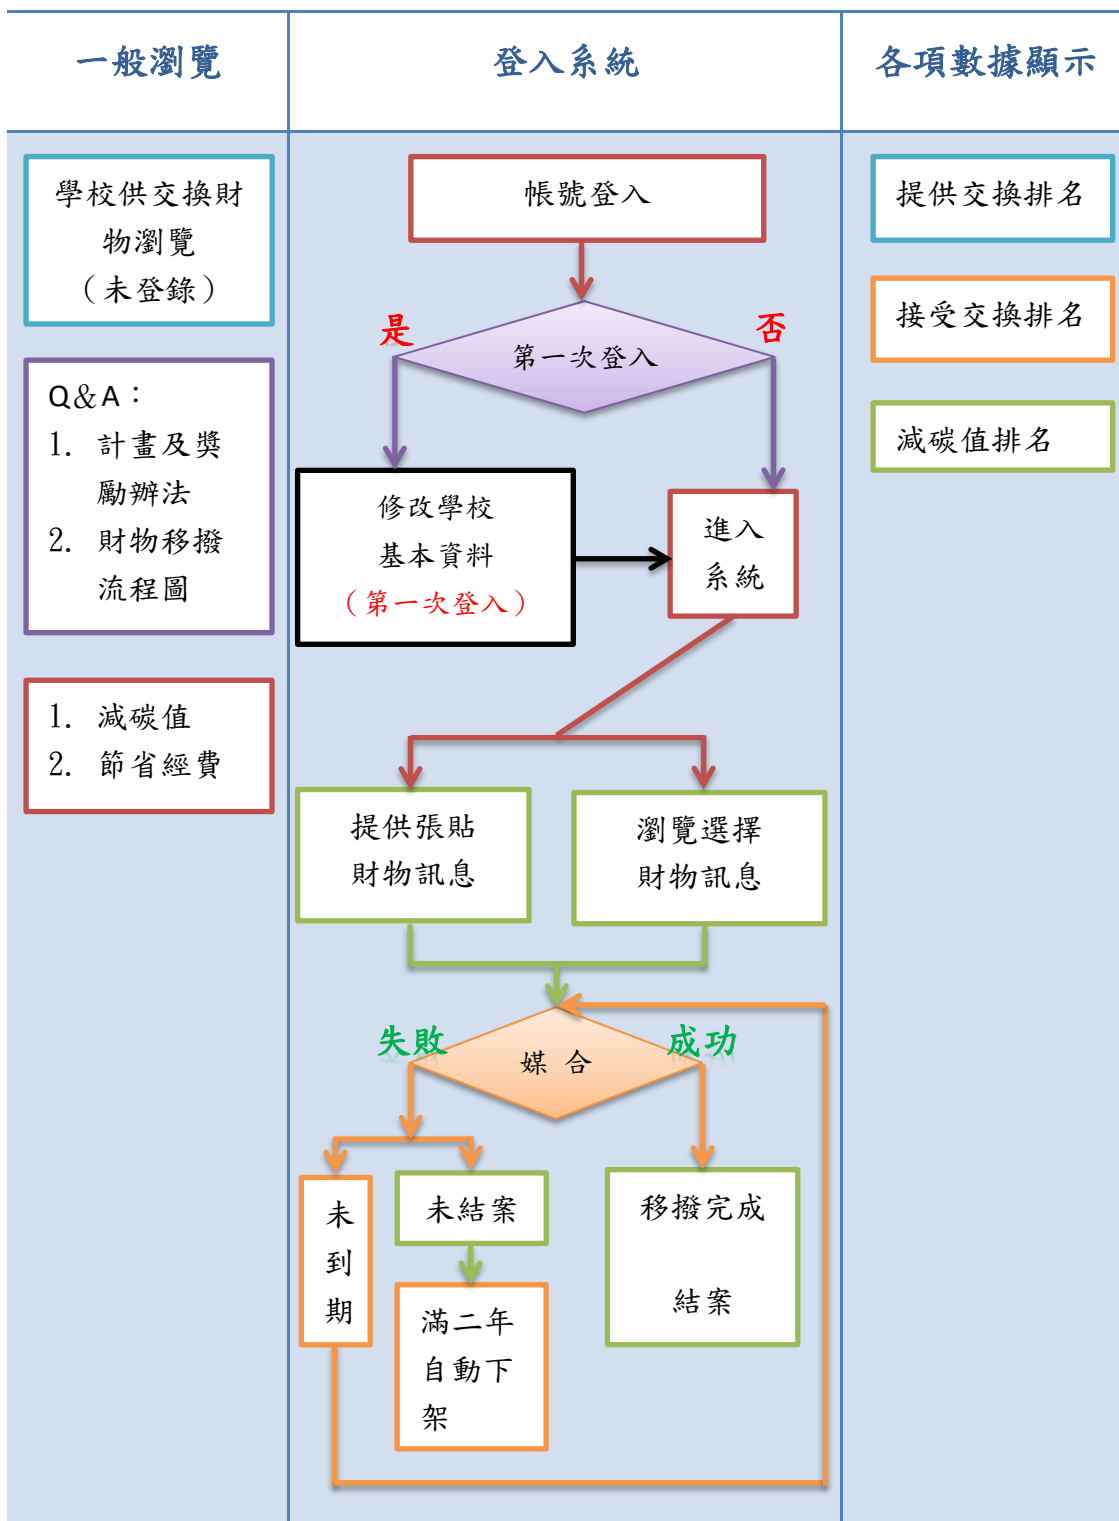 一般瀏覽
登入系統
各項數據顯示
學校供交換財
物瀏覽
（未登錄）
Q＆A：
1. 計畫及獎
勵辦法
2. 財物移撥
流程圖
1. 減碳值
2. 節省經費
帳號登入
是
否
第一次登入
修改學校
基本資料
（第一次登入）
進入
系統
提供張貼
財物訊息
瀏覽選擇
財物訊息
失敗
成功
媒 合
未
到
期
未結案
滿二年
自動下
架
移撥完成
結案
提供交換排名
接受交換排名
減碳值排名